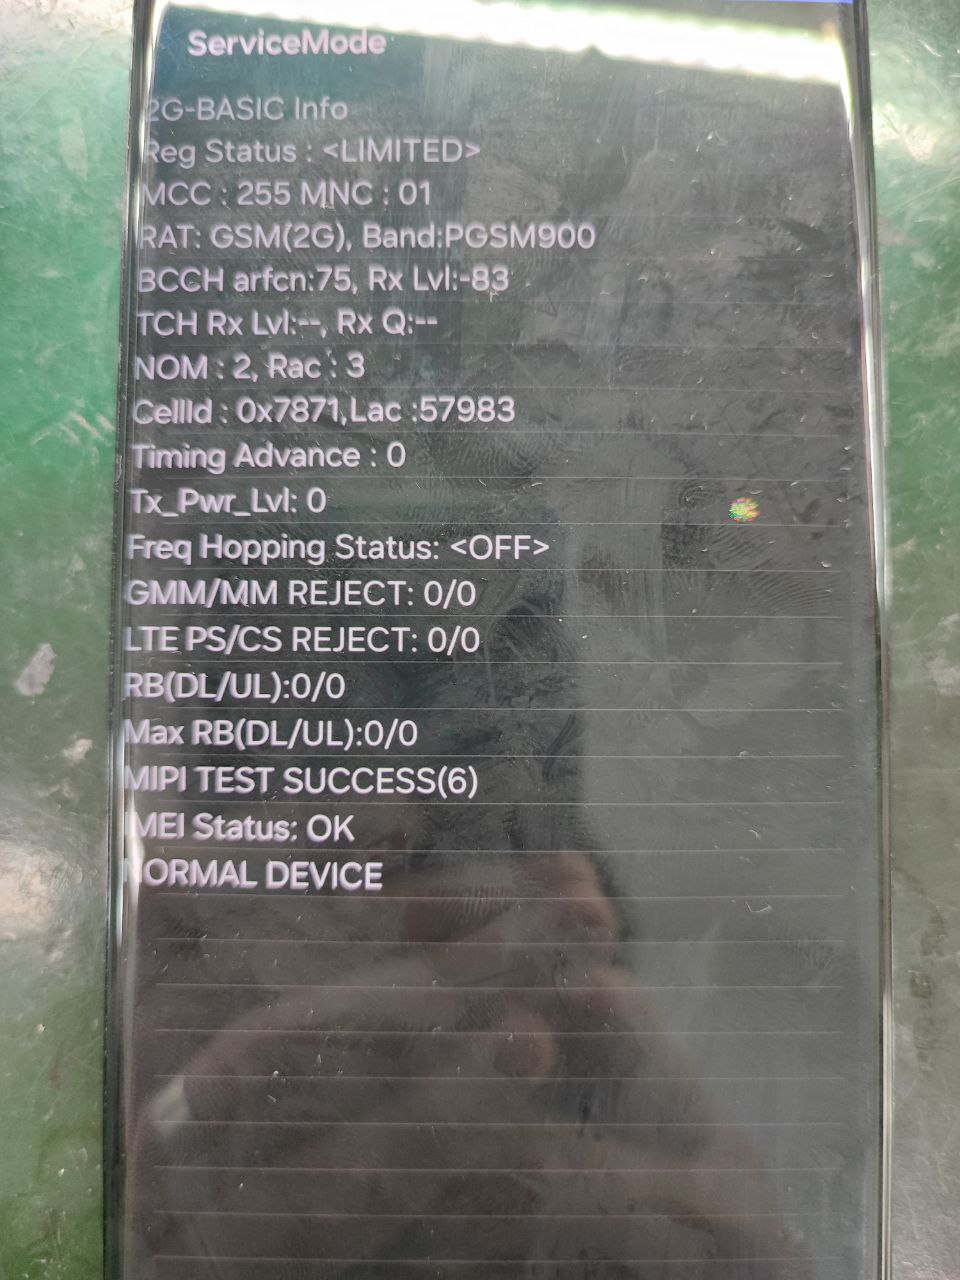 ServiceMode
2G-BASIC Info
Reg Status : <LIMITED>
MCC : 255 MNC : 01
RAT: GSM(2G), Band:PGSM900
BCCH arfcn:75, Rx Lvl:-83
TCH Rx Lvl:--, Rx Q:--
NOM : 2, Rac : 3
CellId : 0x7871,Lac :57983
Timing Advance : 0
Tx_Pwr_Lvl: 0
Freq Hopping Status: <OFF>
GMM/MM REJECT: 0/0
LTE PS/CS REJECT: 0/0
RB(DL/UL):0/0
Max RB(DL/UL):0/0
MIPI TEST SUCCESS(6)
IMEI Status: OK
NORMAL DEVICE